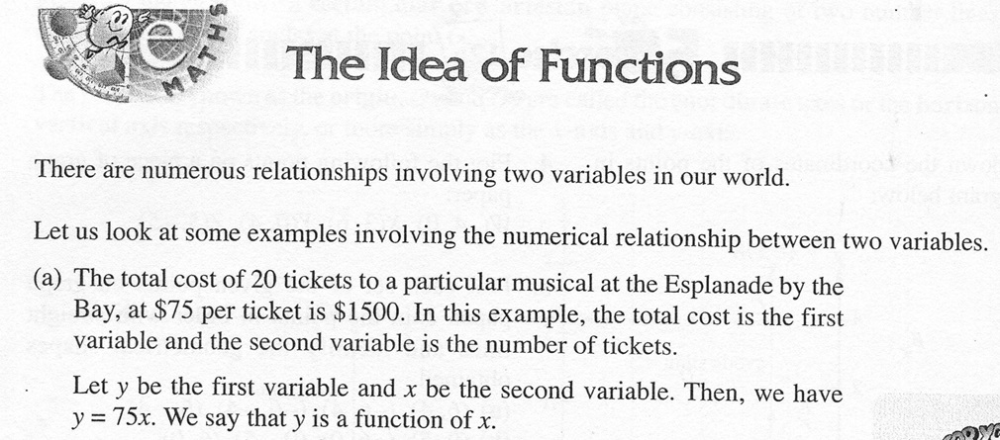 e
MATHS
The Idea of Functions
There are numerous relationships involving two variables in our world.
Let us look at some examples involving the numerical relationship between two variables.
(a) The total cost of 20 tickets to a particular musical at the Esplanade by the
Bay, at $75 per ticket is $1500. In this example, the total cost is the first
variable and the second variable is the number of tickets.
Let y be the first variable and x be the second variable. Then, we have
y = 75x. We say that y is a function of x.